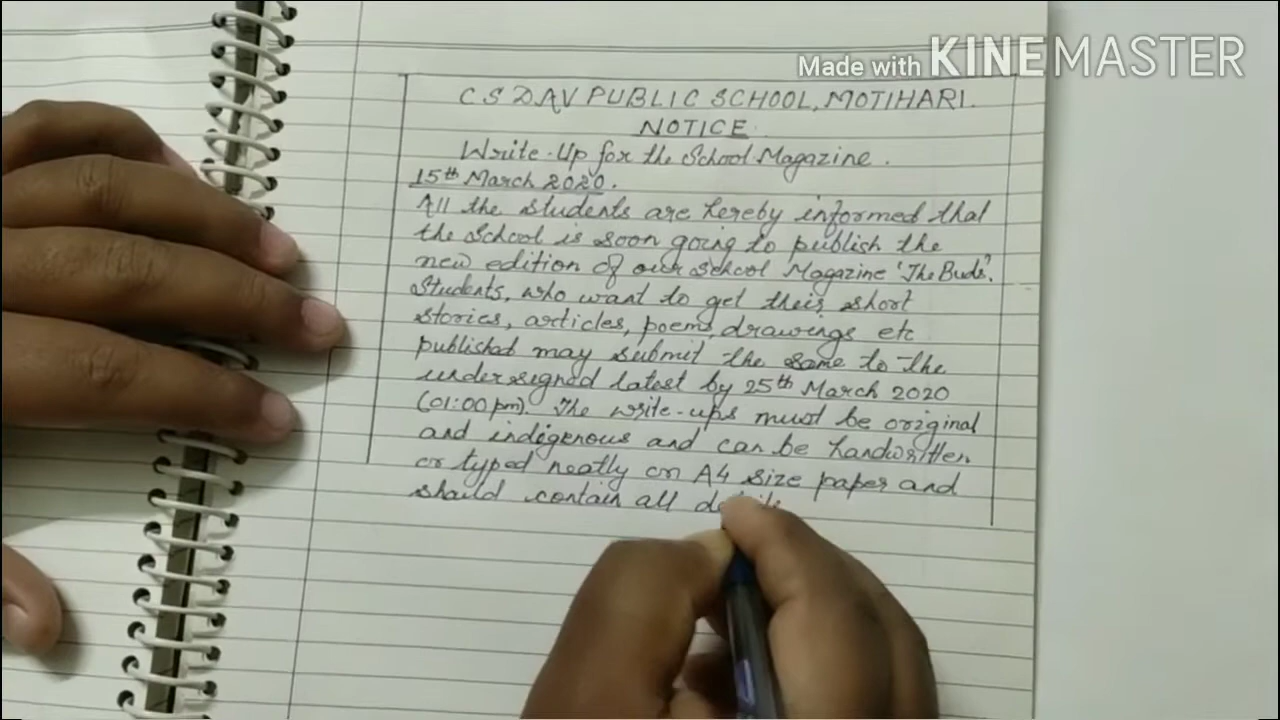 Made with KINEMASTER
C S DAV PUBLIC SCHOOL, MOTIHARI.
NOTICE
Write-Up for the School Magazine.
15th March 2020.
All the students are hereby informed that
the School is soon going to publish the
new edition of our School Magazine 'The Buds'.
Students, who want to get their short
stories, articles, poems, drawings etc
published may submit the same to the
undersigned latest by 25th March 2020
(01:00 pm). The write-ups must be original
and indigenous and can be handwritten
or typed neatly on A4 size paper and
should contain all